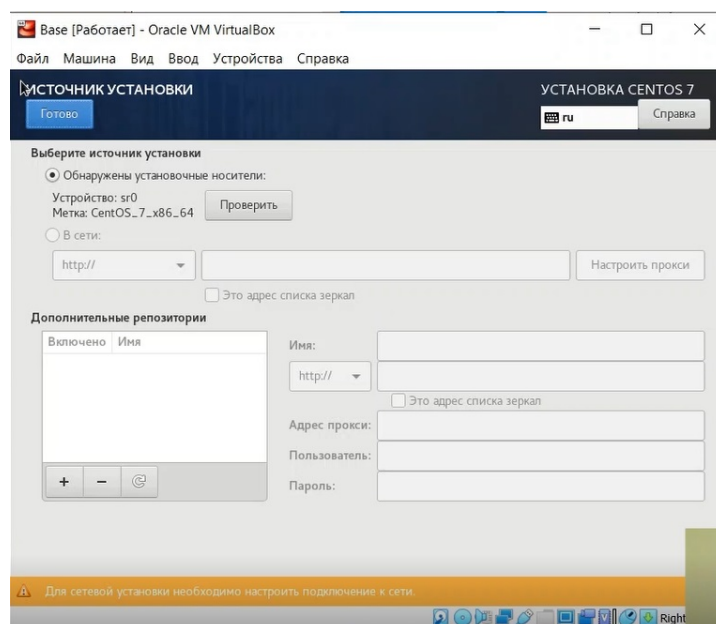 Base [Работает] - Oracle VM VirtualBox
Файл Машина Вид Ввод Устройства Справка
ИСТОЧНИК УСТАНОВКИ
УСТАНОВКА CENTOS 7
Готово
ru
Справка
Выберите источник установки
Обнаружены установочные носители:
Устройство: sr0
Метка: CentOS_7_x86_64
Проверить
В сети:
http://
Настроить прокси
Это адрес списка зеркал
Дополнительные репозитории
Включено Имя
Имя:
http://
Это адрес списка зеркал
Адрес прокси:
Пользователь:
Пароль:
Для сетевой установки необходимо настроить подключение к сети.
Right